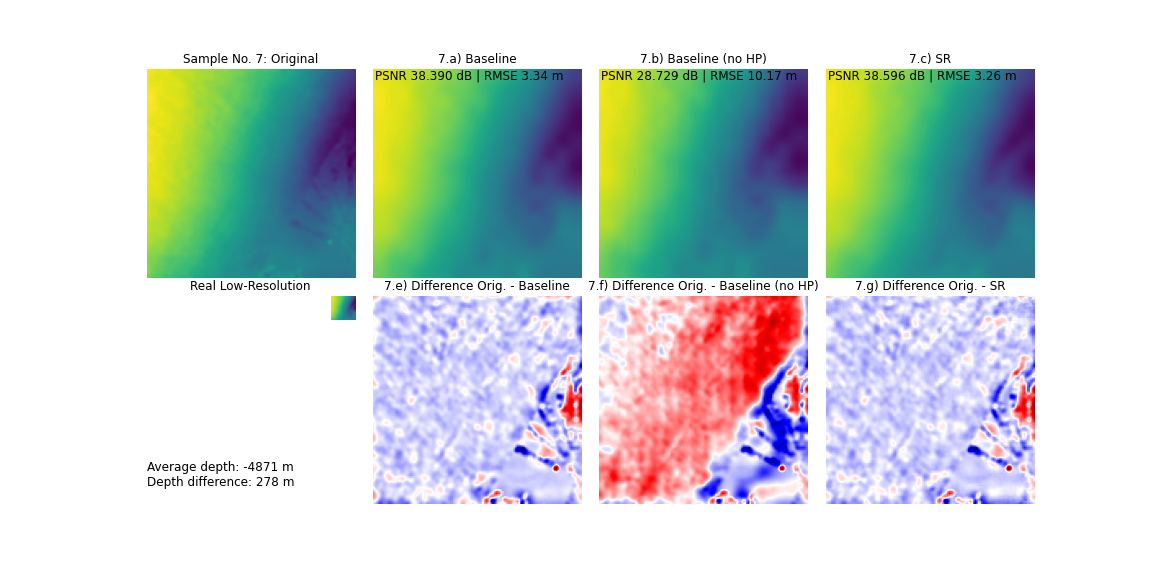 Sample No. 7: Original
7.a) Baseline
7.b) Baseline (no HP)
7.c) SR
PSNR 38.390 dB | RMSE 3.34 m
PSNR 28.729 dB | RMSE 10.17 m
PSNR 38.596 dB | RMSE 3.26 m
Real Low-Resolution
7.e) Difference Orig. - Baseline
7.f) Difference Orig. - Baseline (no HP)
7.g) Difference Orig. - SR
Average depth: -4871 m
Depth difference: 278 m